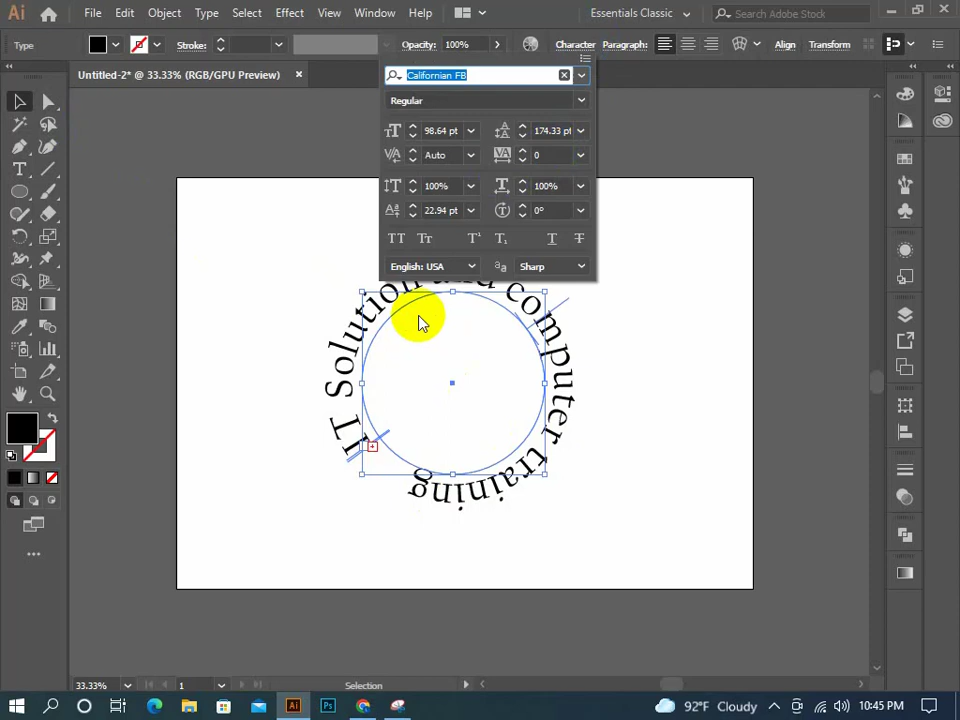 Ai File Edit Object Type Select Effect View Window Help Essentials Classic Search Adobe Stock
Type Stroke: Opacity: 100% Character Paragraph: Align Transform
Untitled-2* @ 33.33% (RGB/GPU Preview)
Californian FB
Regular
98.64 pt 174.33 pt
Auto 0
100% 100%
22.94 pt 0°
English: USA Sharp
IT Solution and computer training
33.33% 1 Selection
92°F Cloudy 10:45 PM